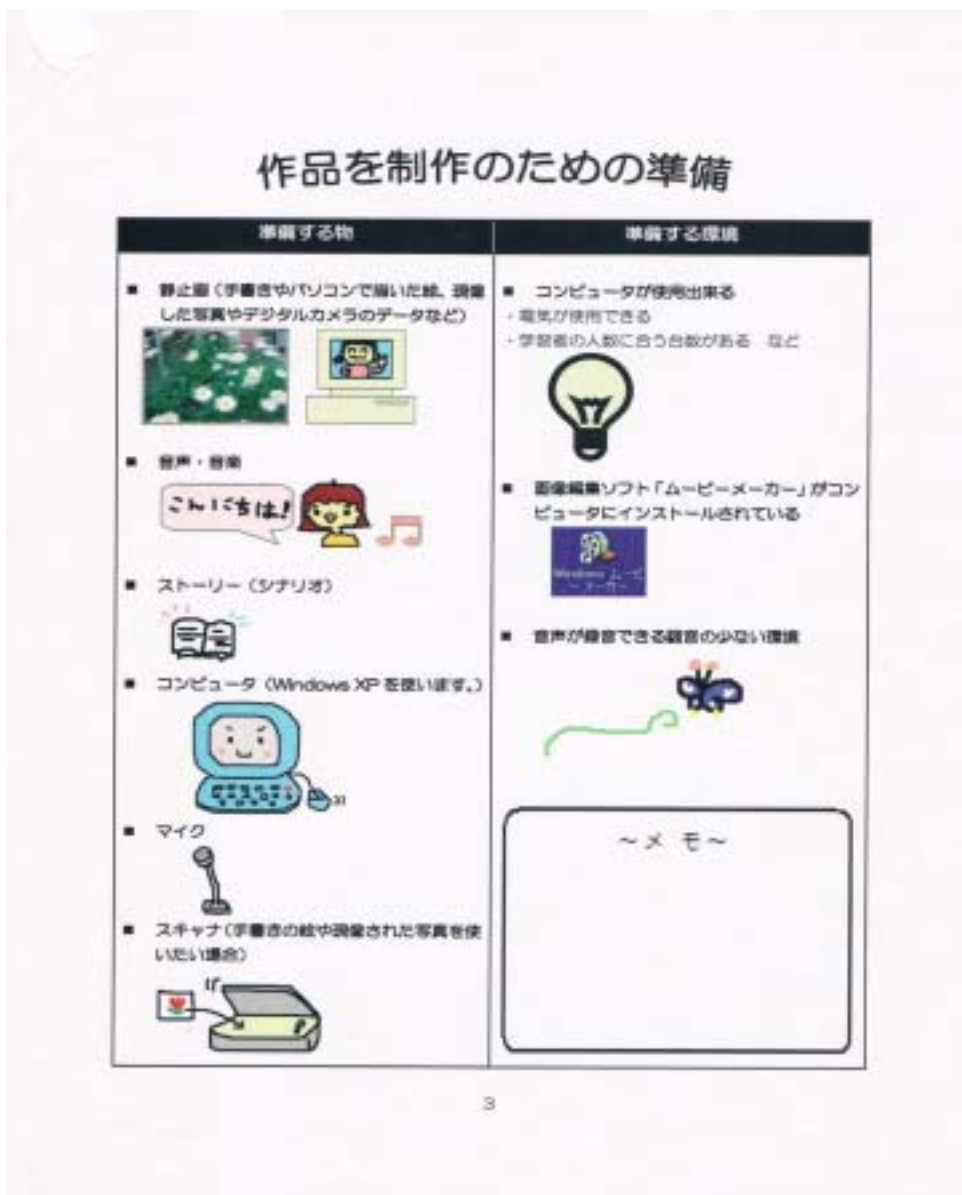 作品を制作のための準備
準備する物
■ 静止画(手書きやパソコンで描いた絵、現像
した写真やデジタルカメラのデータなど)
■ 音声・音楽
こんにちは!
■ ストーリー(シナリオ)
■ コンピュータ(Windows XP を使います。)
■ マイク
■ スキャナ(手書きの絵や現像された写真を使
いたい場合)
準備する環境
■ コンピュータが使用出来る
・電気が使用できる
・学習者の人数に合う台数がある など
■ 画像編集ソフト「ムービーメーカー」がコン
ピュータにインストールされている
Windows ムービ
ーメーカー
■ 音声が録音できる雑音の少ない環境
~メ モ~
3